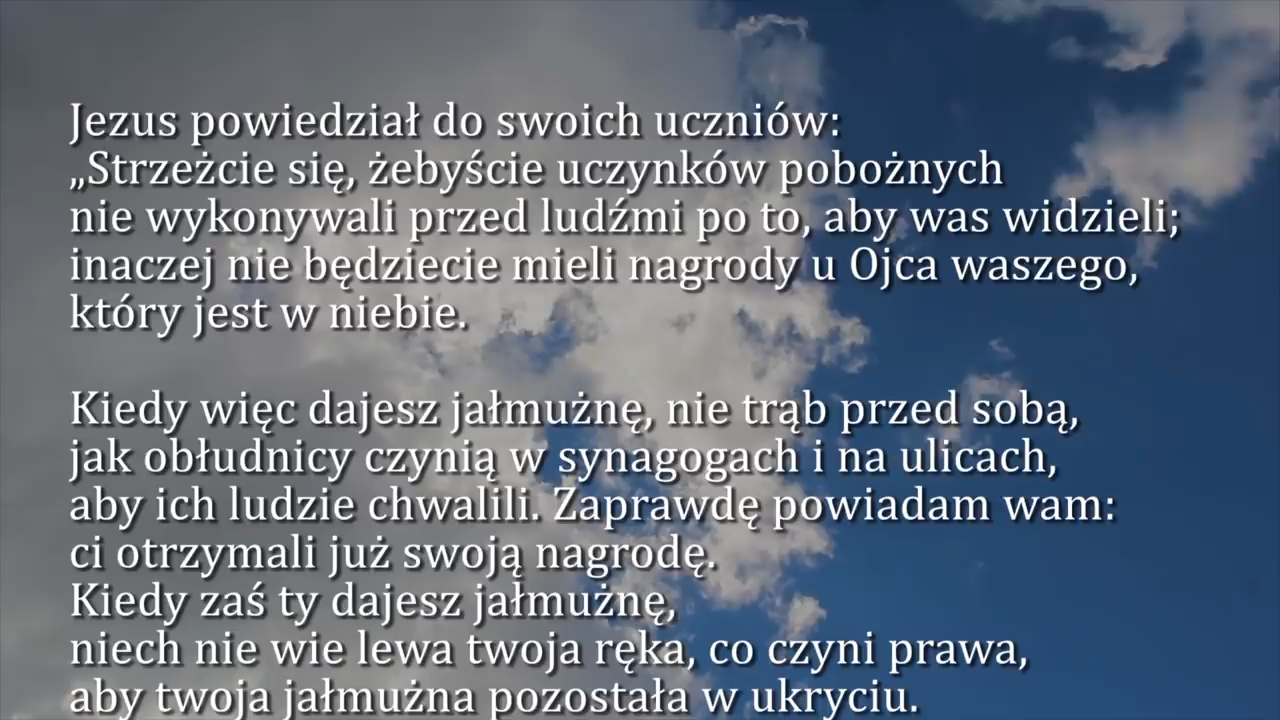 Jezus powiedział do swoich uczniów:
„Strzeżcie się, żebyście uczynków pobożnych
nie wykonywali przed ludźmi po to, aby was widzieli;
inaczej nie będziecie mieli nagrody u Ojca waszego,
który jest w niebie.
Kiedy więc dajesz jałmużnę, nie trąb przed sobą,
jak obłudnicy czynią w synagogach i na ulicach,
aby ich ludzie chwalili. Zaprawdę powiadam wam:
ci otrzymali już swoją nagrodę.
Kiedy zaś ty dajesz jałmużnę,
niech nie wie lewa twoja ręka, co czyni prawa,
aby twoja jałmużna pozostała w ukryciu.